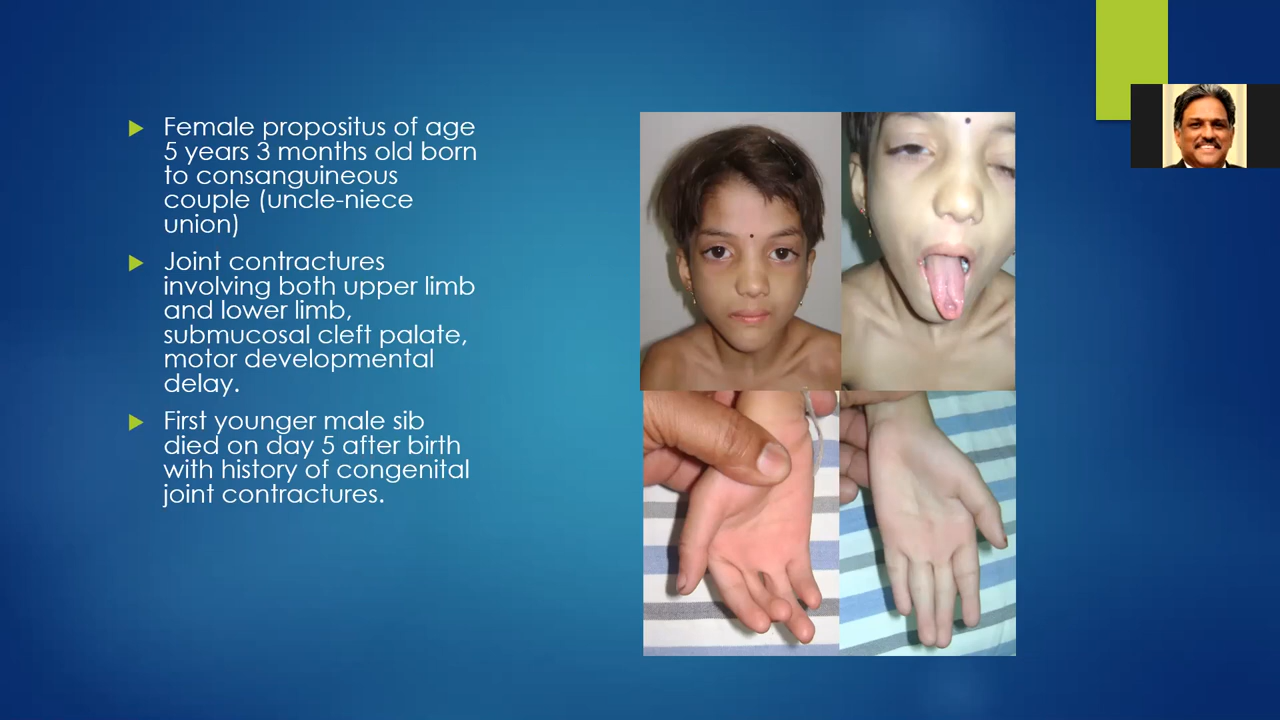 Female propositus of age
5 years 3 months old born
to consanguineous
couple (uncle-niece
union)
Joint contractures
involving both upper limb
and lower limb,
submucosal cleft palate,
motor developmental
delay.
First younger male sib
died on day 5 after birth
with history of congenital
joint contractures.